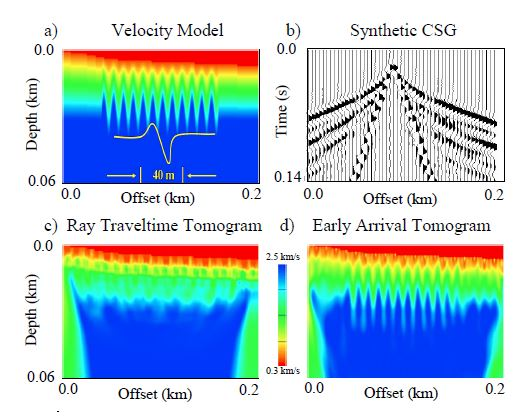 a) Velocity Model
b) Synthetic CSG
0.0
Depth (km)
40 m
0.06
0.0 0.2
Offset (km)
0.0
Time (s)
0.14
0.0 0.2
Offset (km)
c) Ray Traveltime Tomogram
d) Early Arrival Tomogram
0.0
Depth (km)
0.06
0.0 0.2
Offset (km)
2.5 km/s
0.3 km/s
0.0 0.2
Offset (km)